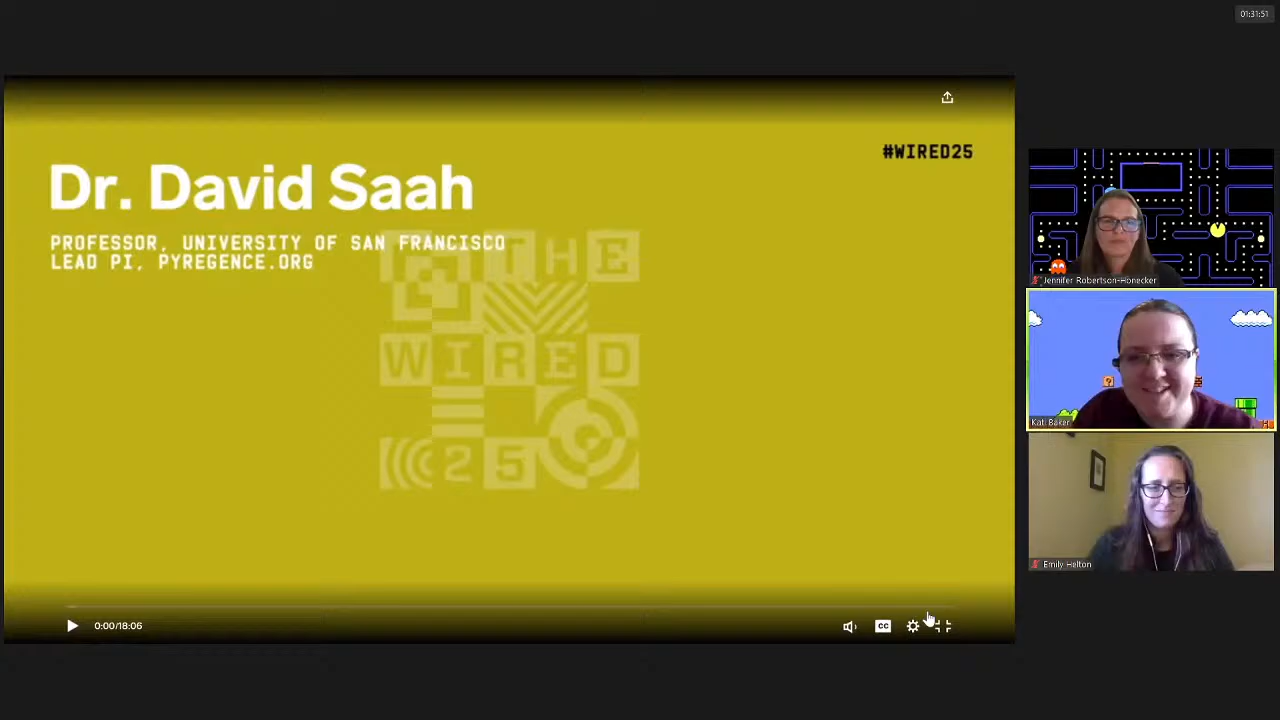 01:31:51
#WIRED25
Dr. David Saah
PROFESSOR, UNIVERSITY OF SAN FRANCISCO
LEAD PI, PYREGENCE.ORG
THE
WIRED
25
Jennifer Robertson-Honecker
Kati Baker
Emily Helton
0:00/18:06
CC